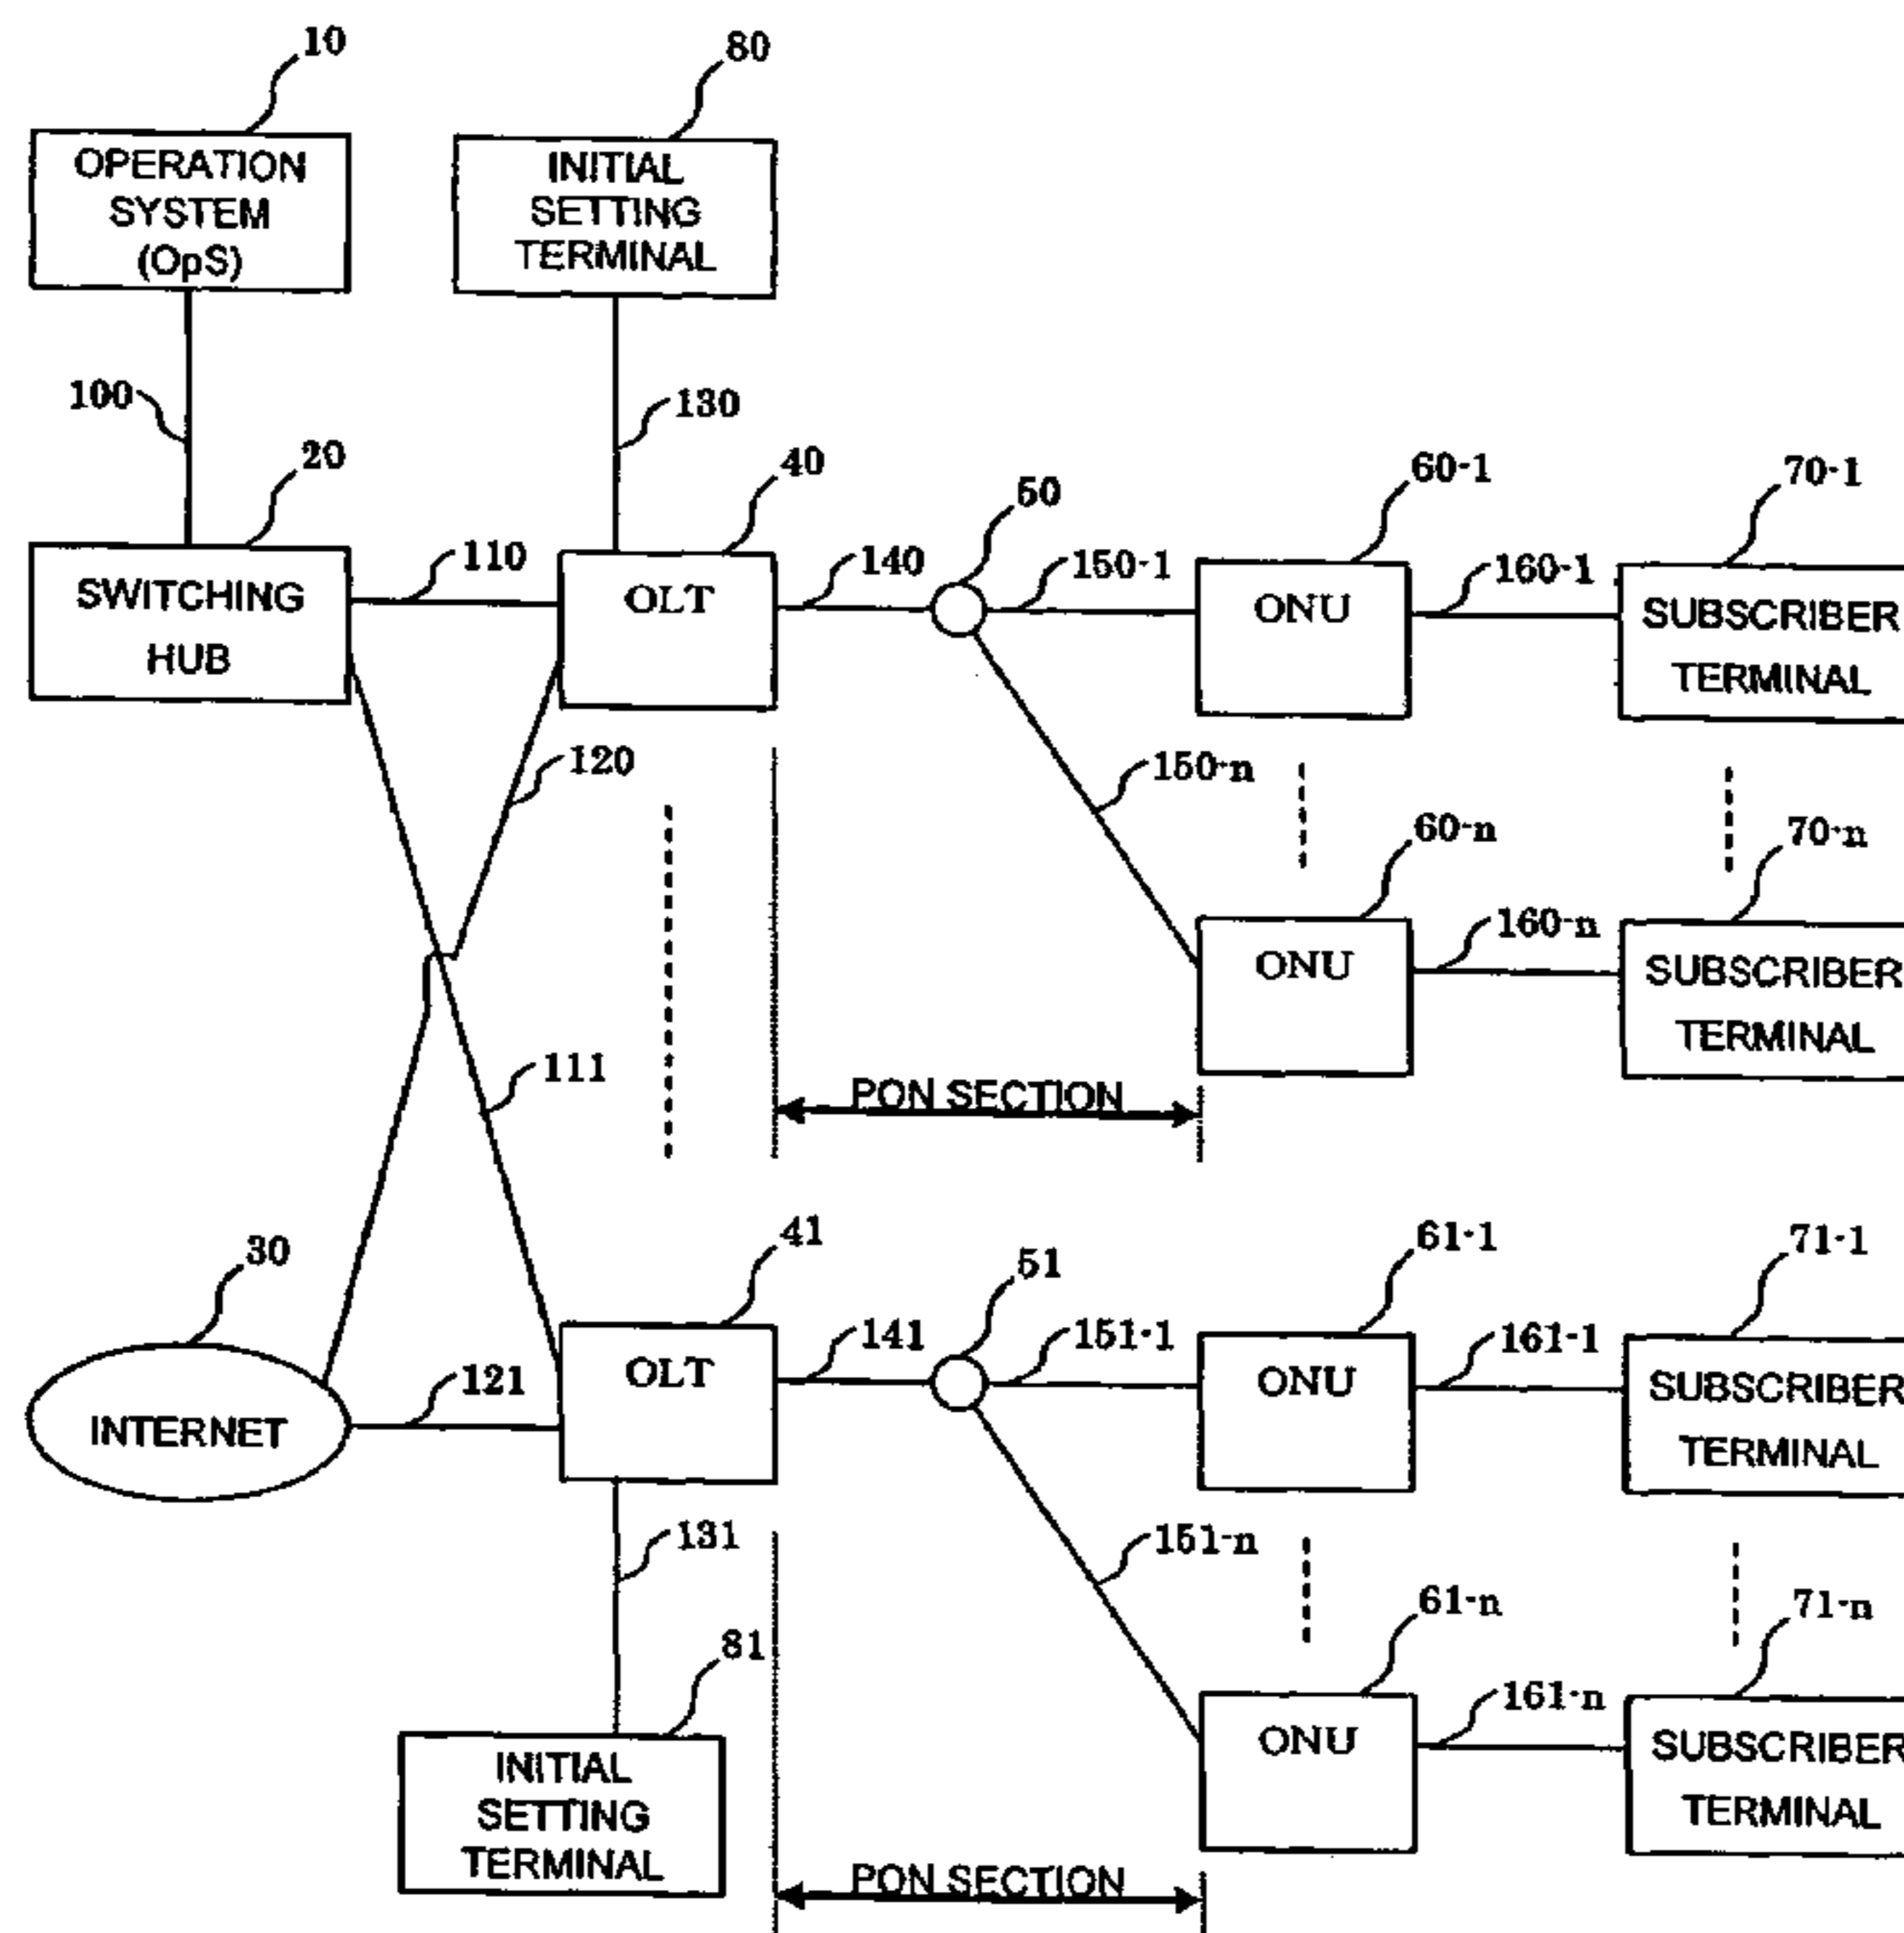 10
80
OPERATION
SYSTEM
(OpS)
INITIAL
SETTING
TERMINAL
100
130
20
40
50
60-1
70-1
SWITCHING
HUB
110
OLT
140
150-1
ONU
160-1
SUBSCRIBER
TERMINAL
120
150-n
60-n
70-n
ONU
160-n
SUBSCRIBER
TERMINAL
111
PON SECTION
30
41
51
61-1
71-1
INTERNET
121
OLT
141
151-1
ONU
161-1
SUBSCRIBER
TERMINAL
131
151-n
61-n
71-n
81
INITIAL
SETTING
TERMINAL
ONU
161-n
SUBSCRIBER
TERMINAL
PON SECTION